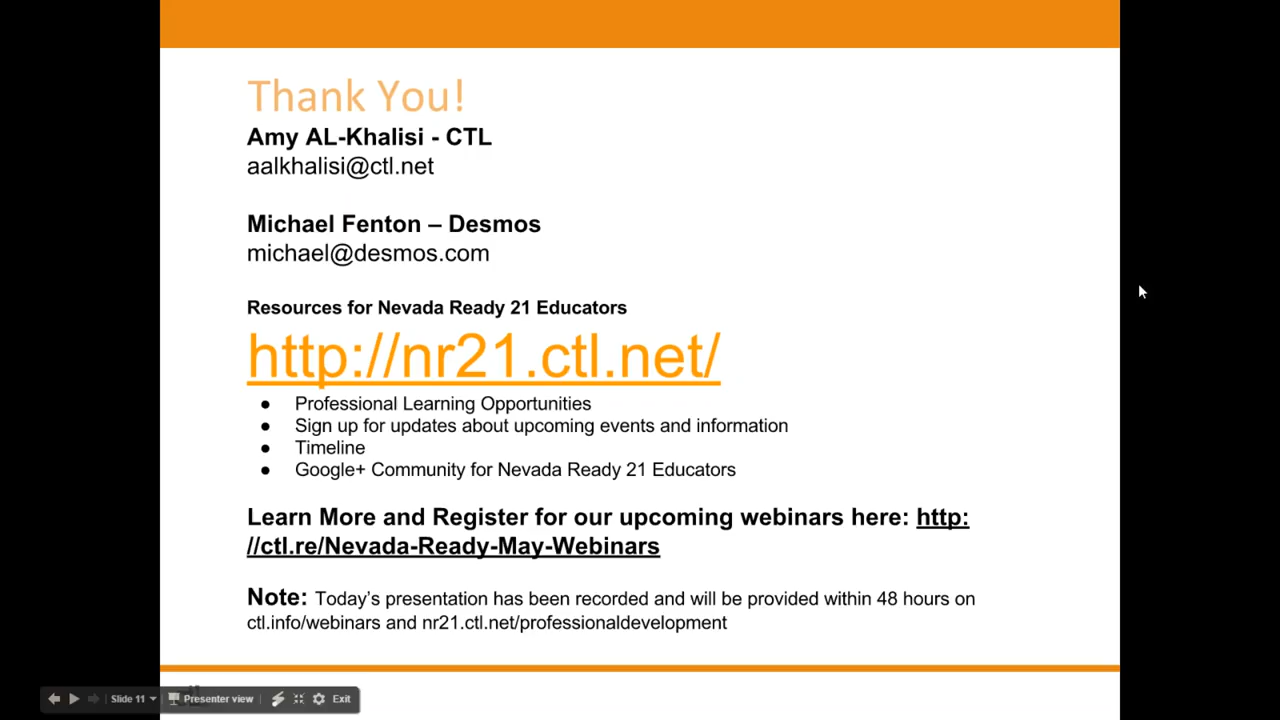 Thank You!
Amy AL-Khalisi - CTL
aalkhalisi@ctl.net
Michael Fenton – Desmos
michael@desmos.com
Resources for Nevada Ready 21 Educators
http://nr21.ctl.net/
● Professional Learning Opportunities
● Sign up for updates about upcoming events and information
● Timeline
● Google+ Community for Nevada Ready 21 Educators
Learn More and Register for our upcoming webinars here: http:
//ctl.re/Nevada-Ready-May-Webinars
Note: Today’s presentation has been recorded and will be provided within 48 hours on
ctl.info/webinars and nr21.ctl.net/professionaldevelopment
Slide 11 Presenter view Exit